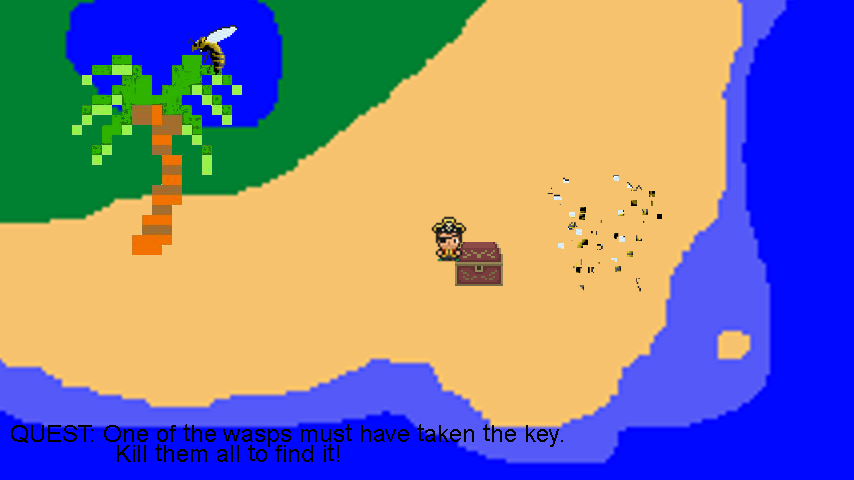 QUEST: One of the wasps must have taken the key.
Kill them all to find it!